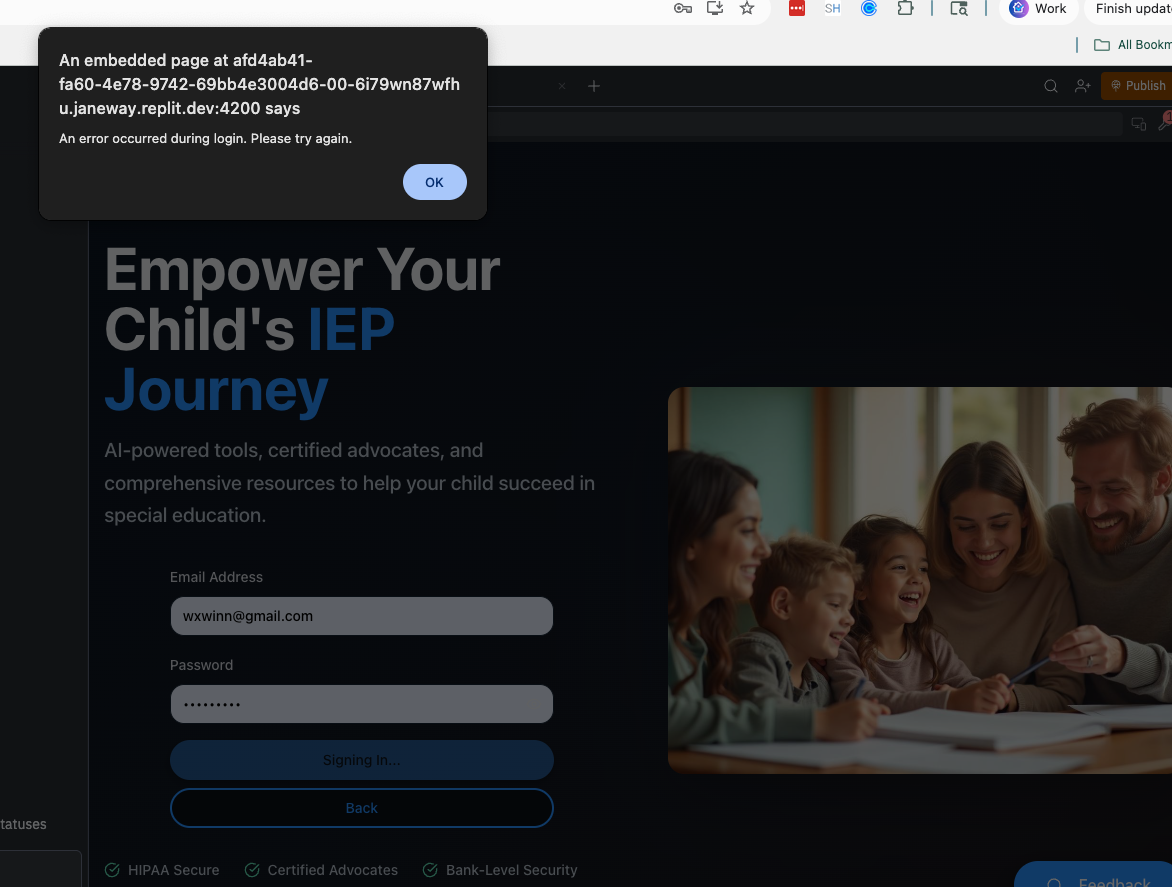 SH
Work
Finish updat
All Bookm
An embedded page at afd4ab41-
fa60-4e78-9742-69bb4e3004d6-00-6i79wn87wfh
u.janeway.replit.dev:4200 says
An error occurred during login. Please try again.
OK
Publish
Empower Your
Child's IEP
Journey
AI-powered tools, certified advocates, and
comprehensive resources to help your child succeed in
special education.
Email Address
wxwinn@gmail.com
Password
•••••••••
Signing In...
Back
tatuses
HIPAA Secure
Certified Advocates
Bank-Level Security
Feedback